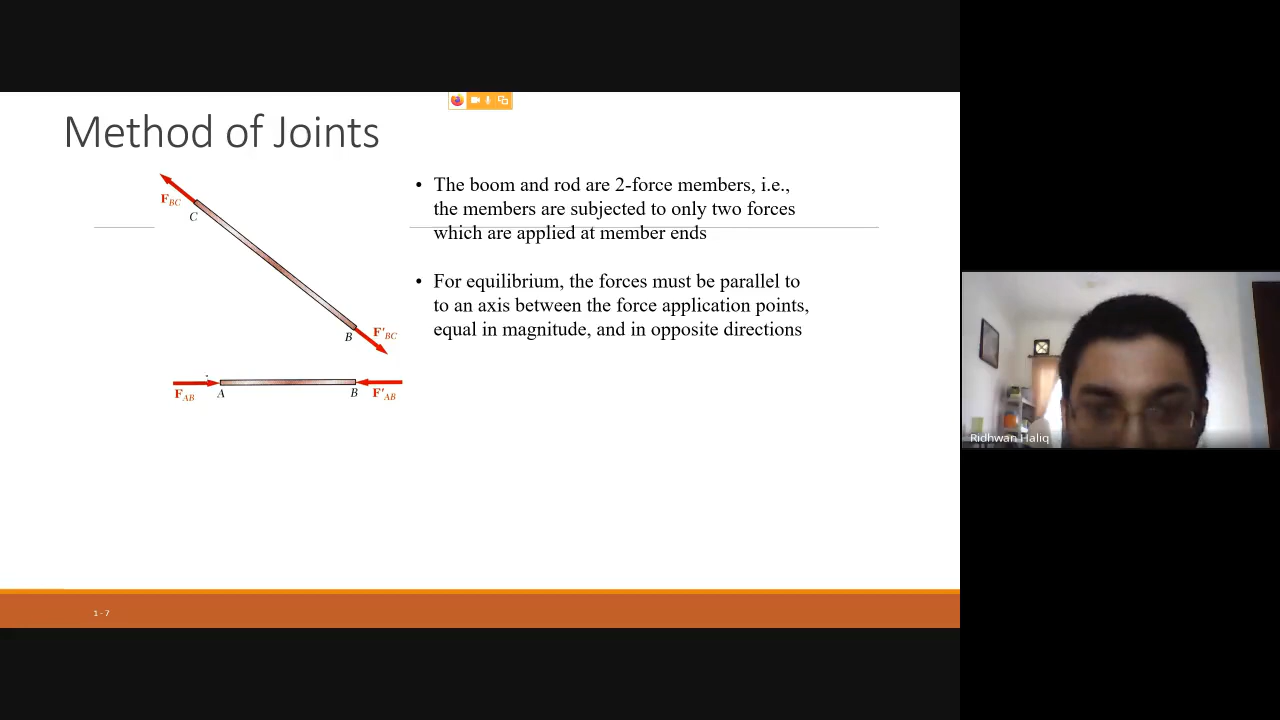 Method of Joints
F_BC
C
B
F'_BC
F_AB
A
B
F'_AB
• The boom and rod are 2-force members, i.e.,
the members are subjected to only two forces
which are applied at member ends
• For equilibrium, the forces must be parallel to
to an axis between the force application points,
equal in magnitude, and in opposite directions
1 - 7
Ridhwan Haliq